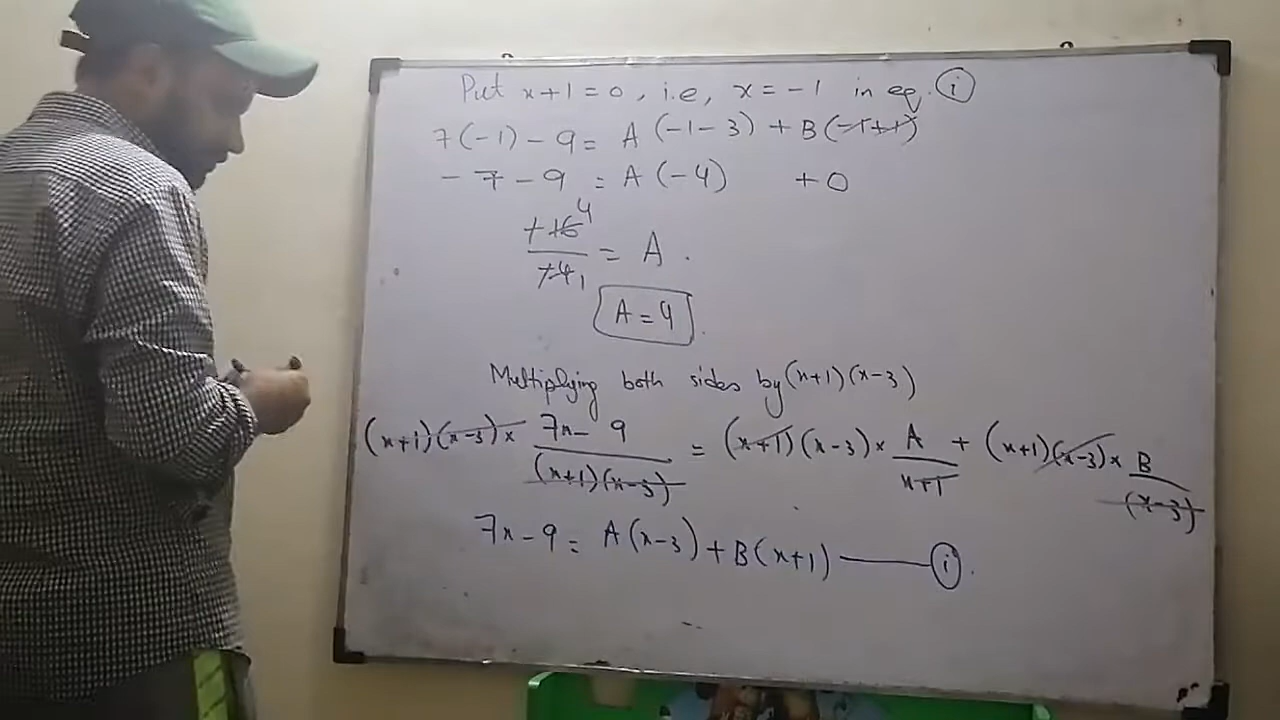 Put x+1=0, i.e, x=-1 in eq. (i)
7(-1)-9= A(-1-3)+B(-1+1)
-7-9 = A(-4) +0
+16 4
/ -4 1 = A.
A=4.
Multiplying both sides by (x+1)(x-3)
(x+1)(x-3)× 7x-9 / (x+1)(x-3) = (x+1)(x-3)× A / x+1 + (x+1)(x-3)× B / (x-3)
7x-9 = A(x-3)+B(x+1) — (i).